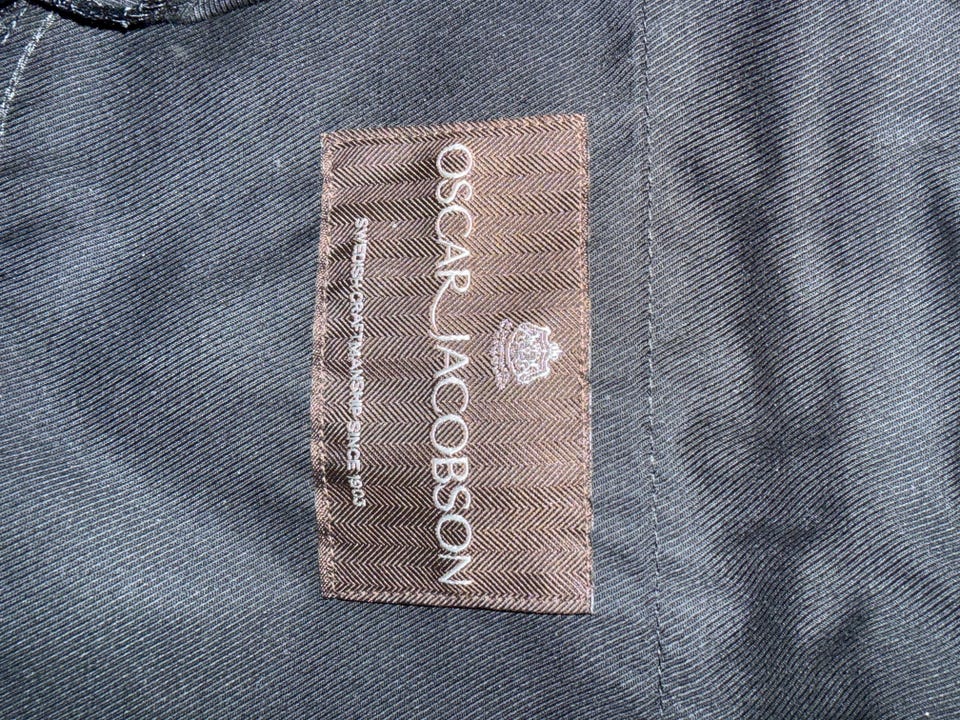 OSCAR JACOBSON
SWEDISH CRAFTMANSHIP SINCE 1903